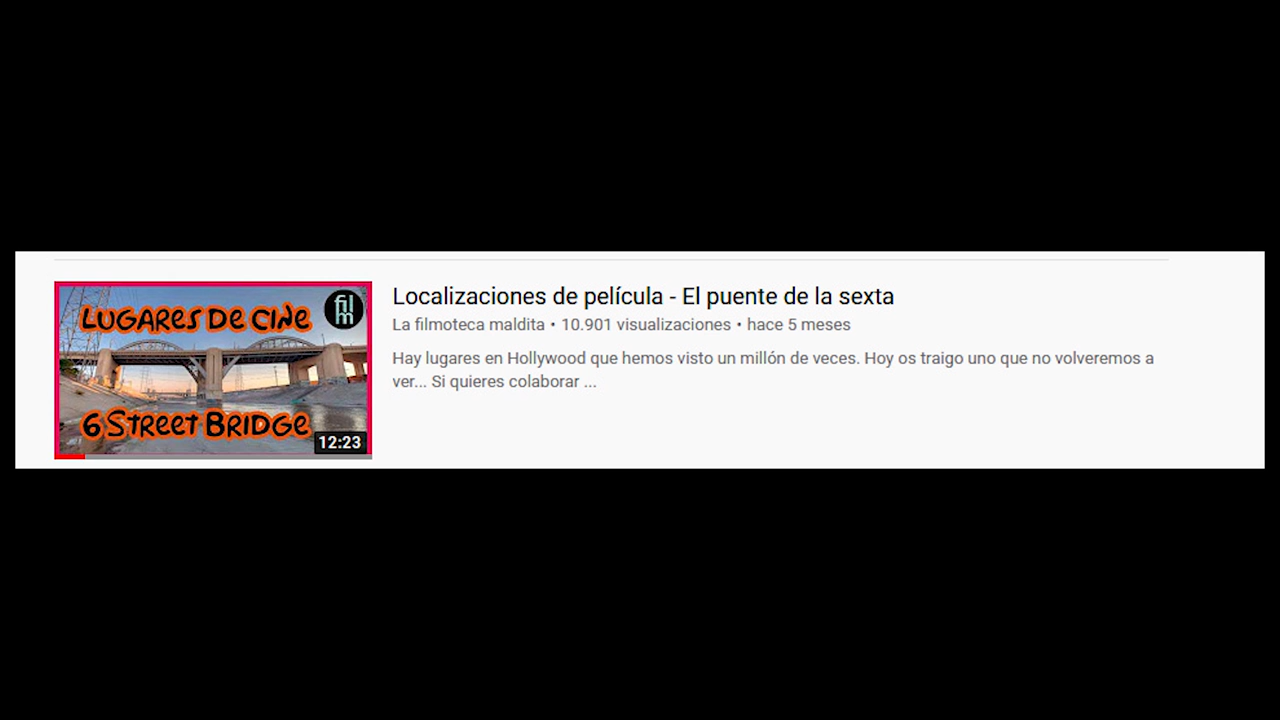 LUGARES DE CINE
film
6 STREET BRIDGE
12:23
Localizaciones de película - El puente de la sexta
La filmoteca maldita • 10.901 visualizaciones • hace 5 meses
Hay lugares en Hollywood que hemos visto un millón de veces. Hoy os traigo uno que no volveremos a
ver... Si quieres colaborar ...